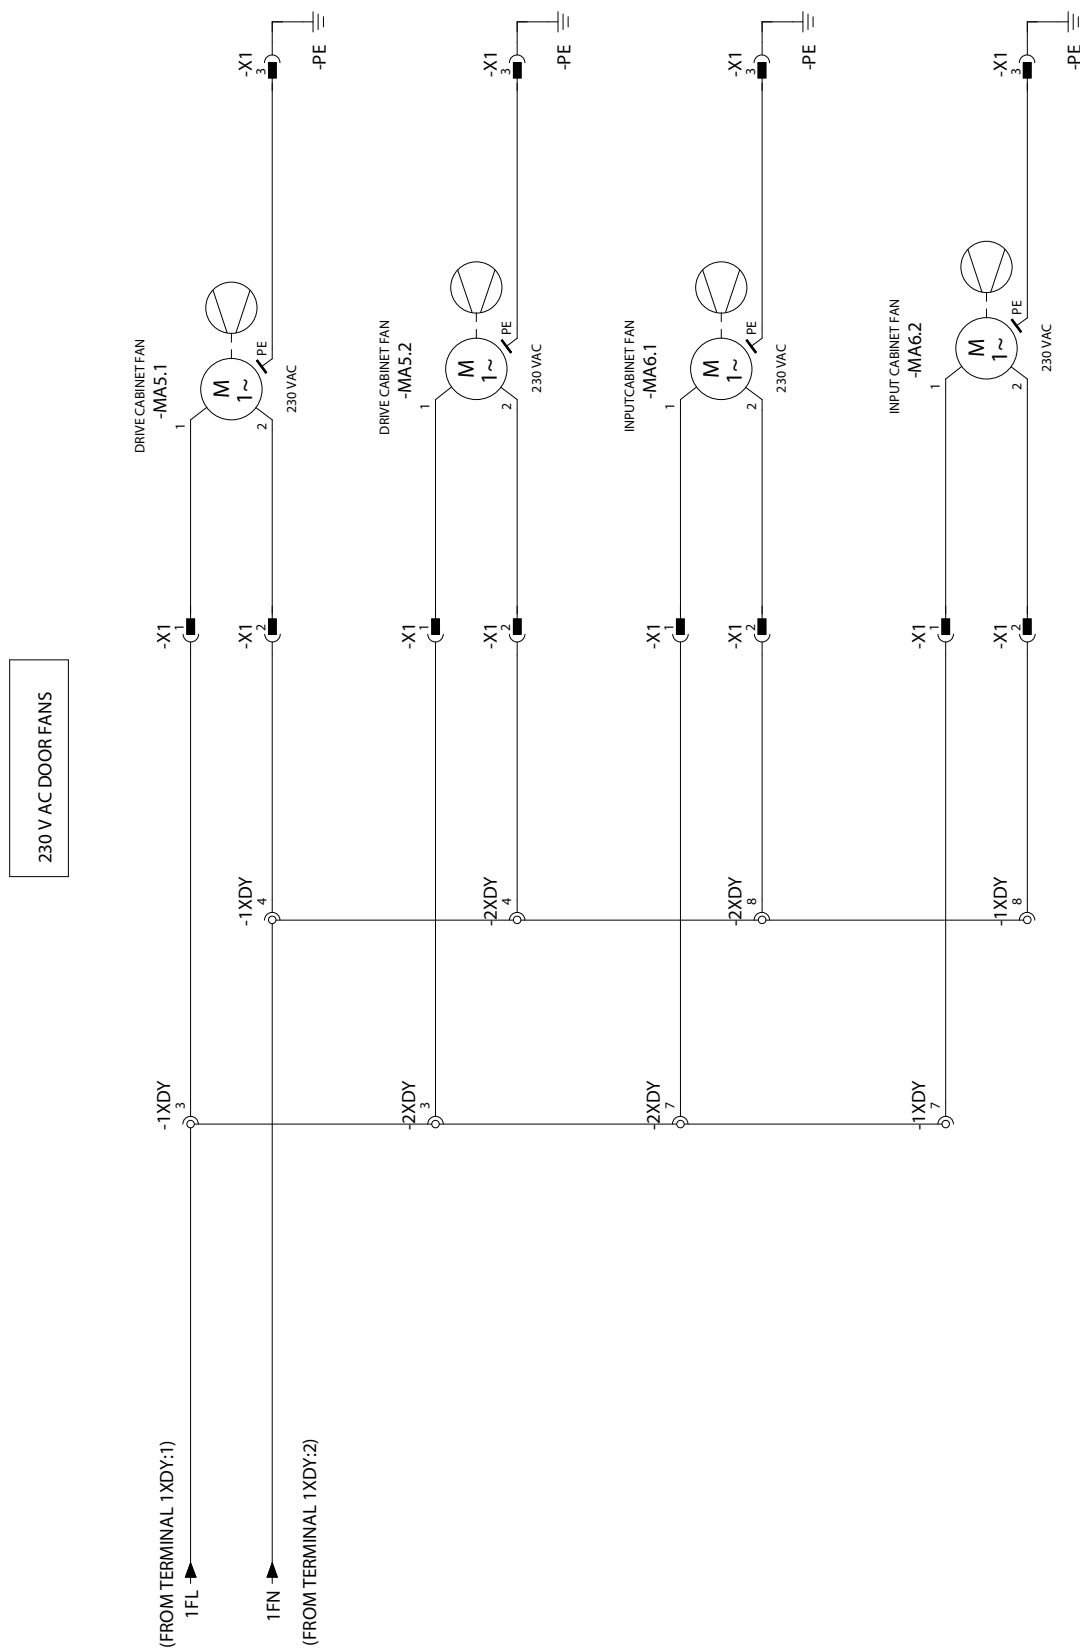 230 V AC DOOR FANS
(FROM TERMINAL 1XDY:1)
1FL
1FN
(FROM TERMINAL 1XDY:2)
-1XDY
3
-1XDY
4
-X1
1
-X1
2
DRIVE CABINET FAN
-MA5.1
1
2
M
1~
PE
230 VAC
-X1
3
-PE
-2XDY
3
-2XDY
4
-X1
1
-X1
2
DRIVE CABINET FAN
-MA5.2
1
2
M
1~
PE
230 VAC
-X1
3
-PE
-2XDY
7
-2XDY
8
-X1
1
-X1
2
INPUTCABINET FAN
-MA6.1
1
2
M
1~
PE
230 VAC
-X1
3
-PE
-1XDY
7
-1XDY
8
-X1
1
-X1
2
INPUT CABINET FAN
-MA6.2
1
2
M
1~
PE
230 VAC
-X1
3
-PE